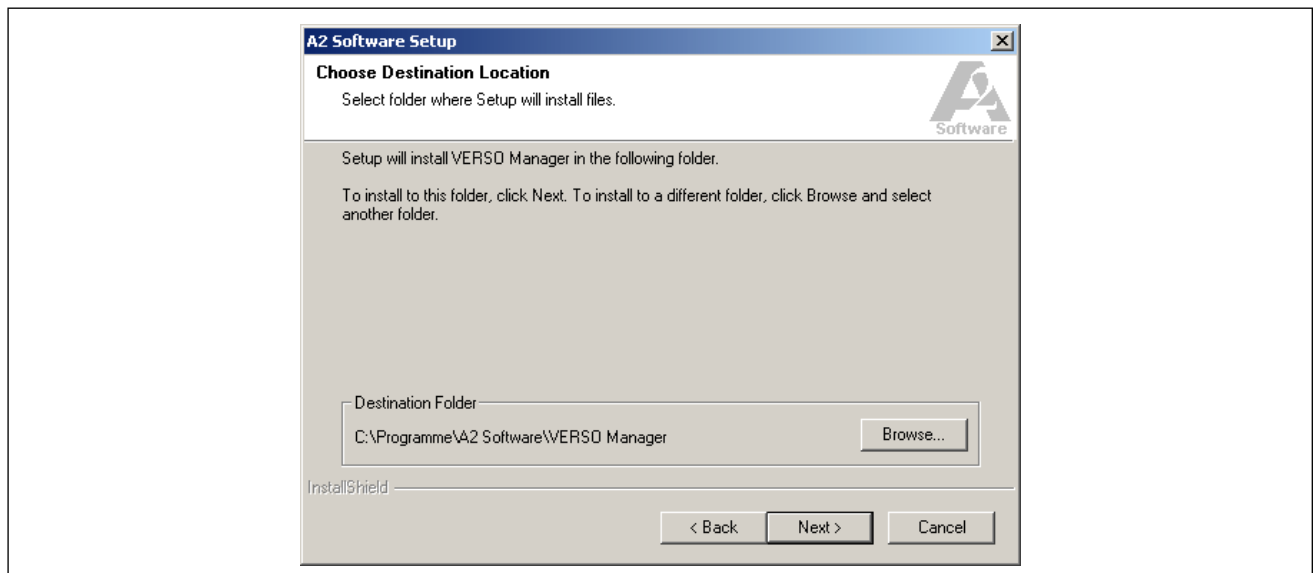 A2 Software Setup
Choose Destination Location
Select folder where Setup will install files.
A2
Software
Setup will install VERSO Manager in the following folder.
To install to this folder, click Next. To install to a different folder, click Browse and select
another folder.
Destination Folder
C:\Programme\A2 Software\VERSO Manager
Browse...
InstallShield
< Back
Next >
Cancel